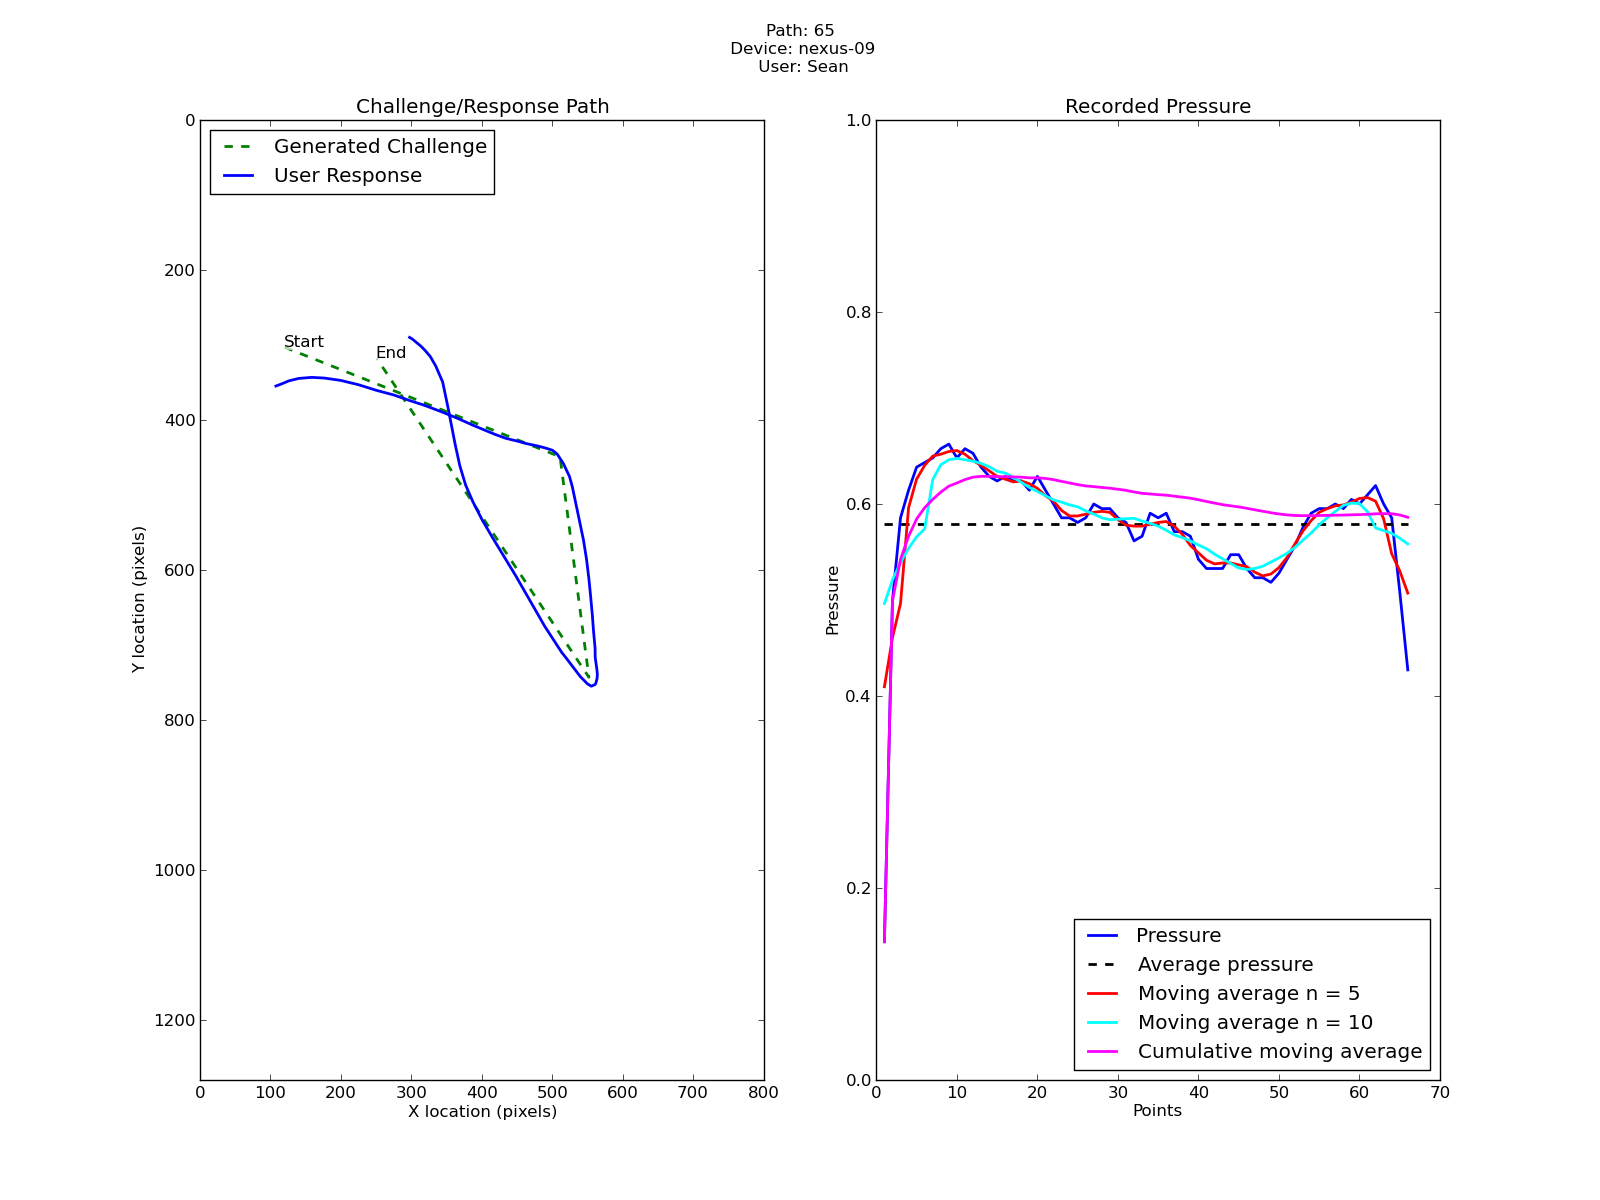 Path: 65
Device: nexus-09
User: Sean
Challenge/Response Path
0
200
400
600
800
1000
1200
Y location (pixels)
Generated Challenge
User Response
Start
End
0 100 200 300 400 500 600 700 800
X location (pixels)
Recorded Pressure
1.0
0.8
0.6
0.4
0.2
0.0
Pressure
Pressure
Average pressure
Moving average n = 5
Moving average n = 10
Cumulative moving average
0 10 20 30 40 50 60 70
Points